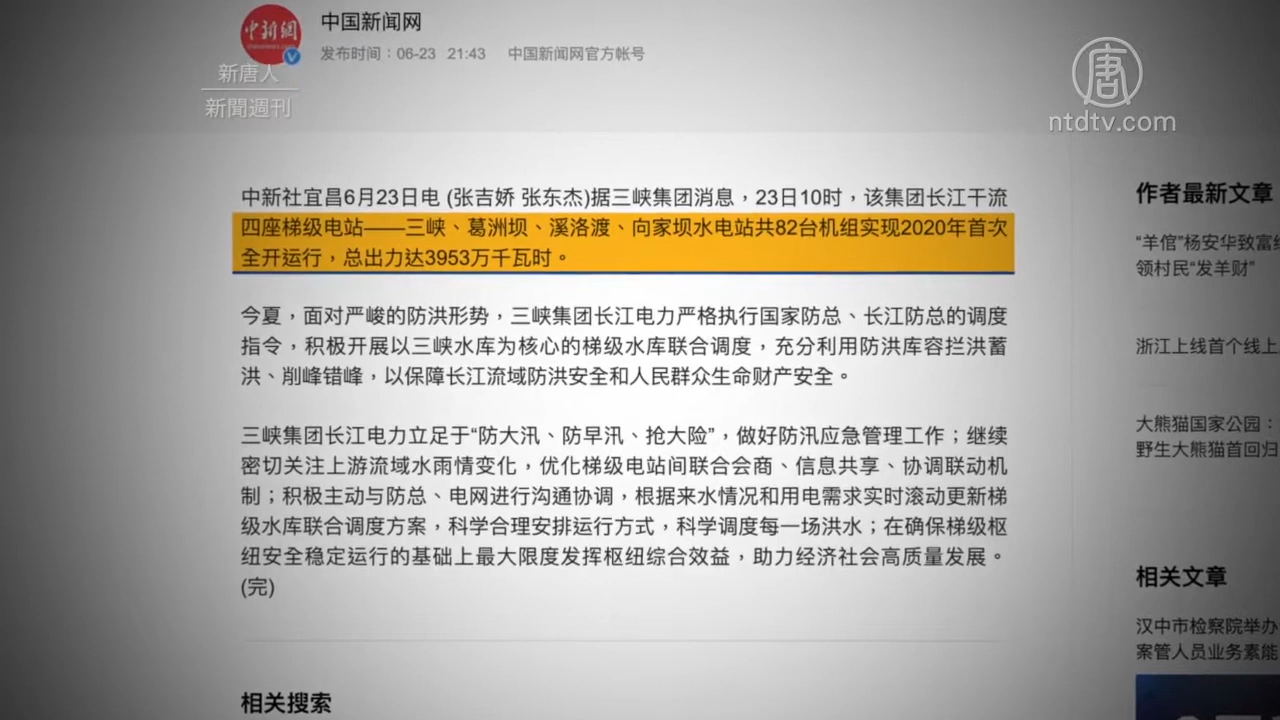 中新網
中国新闻网
发布时间：06-23 21:43 中国新闻网官方帐号
新唐人
新聞週刊
唐
ntdtv.com
中新社宜昌6月23日电 (张吉娇 张东杰)据三峡集团消息，23日10时，该集团长江干流
四座梯级电站——三峡、葛洲坝、溪洛渡、向家坝水电站共82台机组实现2020年首次
全开运行，总出力达3953万千瓦时。
今夏，面对严峻的防洪形势，三峡集团长江电力严格执行国家防总、长江防总的调度
指令，积极开展以三峡水库为核心的梯级水库联合调度，充分利用防洪库容拦洪蓄
洪、削峰错峰，以保障长江流域防洪安全和人民群众生命财产安全。
三峡集团长江电力立足于“防大汛、防早汛、抢大险”，做好防汛应急管理工作；继续
密切关注上游流域水雨情变化，优化梯级电站间联合会商、信息共享、协调联动机
制；积极主动与防总、电网进行沟通协调，根据来水情况和用电需求实时滚动更新梯
级水库联合调度方案，科学合理安排运行方式，科学调度每一场洪水；在确保梯级枢
纽安全稳定运行的基础上最大限度发挥枢纽综合效益，助力经济社会高质量发展。
(完)
相关搜索
作者最新文章
“羊倌”杨安华致富
领村民“发羊财”
浙江上线首个线上
大熊猫国家公园：
野生大熊猫首回归
相关文章
汉中市检察院举办
案管人员业务素能